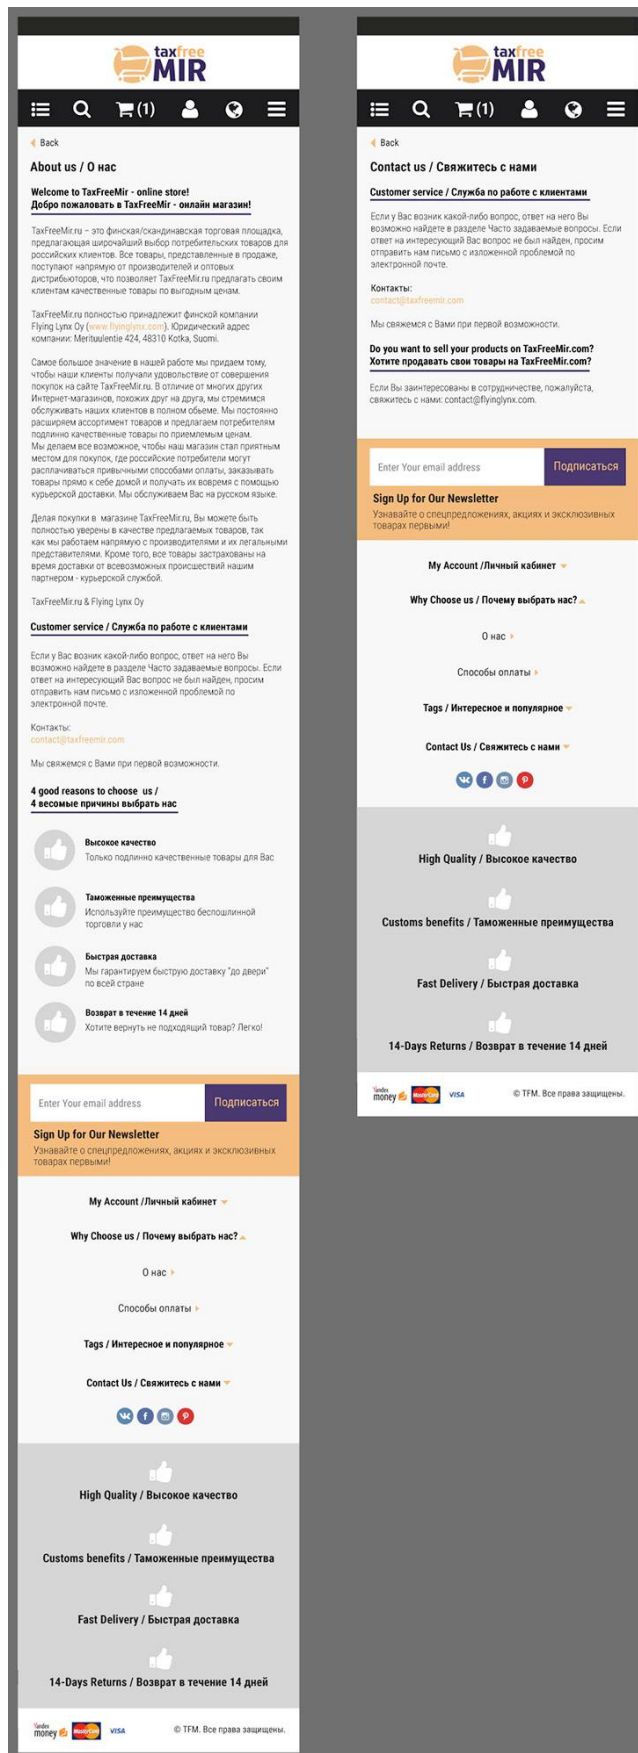 taxfree
MIR
(1)
Back
About us / О нас
Welcome to TaxFreeMir - online store!
Добро пожаловать в TaxFreeMir - онлайн магазин!
TaxFreeMir.ru – это финская/скандинавская торговая площадка,
предлагающая широчайший выбор потребительских товаров для
российских клиентов. Все товары, представленные в продаже,
поступают напрямую от производителей и оптовых
дистрибьюторов, что позволяет TaxFreeMir.ru предлагать своим
клиентам качественные товары по выгодным ценам.
TaxFreeMir.ru полностью принадлежит финской компании
Flying Lynx Oy (www.flyinglynx.com). Юридический адрес
компании: Merituulentie 424, 48310 Kotka, Suomi.
Самое большое значение в нашей работе мы придаем тому,
чтобы наши клиенты получали удовольствие от совершения
покупок на сайте TaxFreeMir.ru. В отличие от многих других
Интернет-магазинов, похожих друг на друга, мы стремимся
обслуживать наших клиентов в полном объеме. Мы постоянно
расширяем ассортимент товаров и предлагаем потребителям
подлинно качественные товары по приемлемым ценам.
Мы делаем все возможное, чтобы наш магазин стал приятным
местом для покупок, где российские потребители могут
расплачиваться привычными способами оплаты, заказывать
товары прямо к себе домой и получать их вовремя с помощью
курьерской доставки. Мы обслуживаем Вас на русском языке.
Делая покупки в магазине TaxFreeMir.ru, Вы можете быть
полностью уверены в качестве предлагаемых товаров, так
как мы работаем напрямую с производителями и их легальными
представителями. Кроме того, все товары застрахованы на
время доставки от всевозможных происшествий нашим
партнером - курьерской службой.
TaxFreeMir.ru & Flying Lynx Oy
Customer service / Служба по работе с клиентами
Если у Вас возник какой-либо вопрос, ответ на него Вы
возможно найдете в разделе Часто задаваемые вопросы. Если
ответ на интересующий Вас вопрос не был найден, просим
отправить нам письмо с изложенной проблемой по
электронной почте.
Контакты:
contact@taxfreemir.com
Мы свяжемся с Вами при первой возможности.
4 good reasons to choose us /
4 весомые причины выбрать нас
Высокое качество
Только подлинно качественные товары для Вас
Таможенные преимущества
Используйте преимущество беспошлинной
торговли у нас
Быстрая доставка
Мы гарантируем быструю доставку "до двери"
по всей стране
Возврат в течение 14 дней
Хотите вернуть не подходящий товар? Легко!
Enter Your email address
Подписаться
Sign Up for Our Newsletter
Узнавайте о спецпредложениях, акциях и эксклюзивных
товарах первыми!
My Account /Личный кабинет
Why Choose us / Почему выбрать нас?
О нас
Способы оплаты
Tags / Интересное и популярное
Contact Us / Свяжитесь с нами
High Quality / Высокое качество
Customs benefits / Таможенные преимущества
Fast Delivery / Быстрая доставка
14-Days Returns / Возврат в течение 14 дней
Yandex
money
MasterCard
VISA
© TFM. Все права защищены.
taxfree
MIR
(1)
Back
Contact us / Свяжитесь с нами
Customer service / Служба по работе с клиентами
Если у Вас возник какой-либо вопрос, ответ на него Вы
возможно найдете в разделе Часто задаваемые вопросы. Если
ответ на интересующий Вас вопрос не был найден, просим
отправить нам письмо с изложенной проблемой по
электронной почте.
Контакты:
contact@taxfreemir.com
Мы свяжемся с Вами при первой возможности.
Do you want to sell your products on TaxFreeMir.com?
Хотите продавать свои товары на TaxFreeMir.com?
Если Вы заинтересованы в сотрудничестве, пожалуйста,
свяжитесь с нами: contact@flyinglynx.com.
Enter Your email address
Подписаться
Sign Up for Our Newsletter
Узнавайте о спецпредложениях, акциях и эксклюзивных
товарах первыми!
My Account /Личный кабинет
Why Choose us / Почему выбрать нас?
О нас
Способы оплаты
Tags / Интересное и популярное
Contact Us / Свяжитесь с нами
High Quality / Высокое качество
Customs benefits / Таможенные преимущества
Fast Delivery / Быстрая доставка
14-Days Returns / Возврат в течение 14 дней
Yandex
money
MasterCard
VISA
© TFM. Все права защищены.